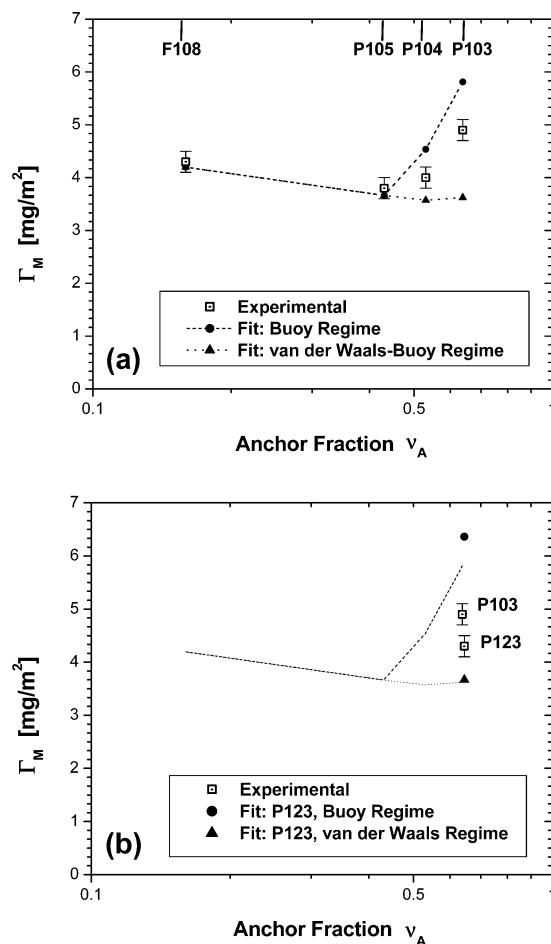 F108 P105 P104 P103
7
6
5
4
3
2
1
0
Γ_M [mg/m²]
Experimental
Fit: Buoy Regime
Fit: van der Waals-Buoy Regime
(a)
0.1 0.5 1
Anchor Fraction ν_A
7
6
5
4
3
2
1
0
Γ_M [mg/m²]
P103
P123
Experimental
Fit: P123, Buoy Regime
Fit: P123, van der Waals Regime
(b)
0.1 0.5 1
Anchor Fraction ν_A